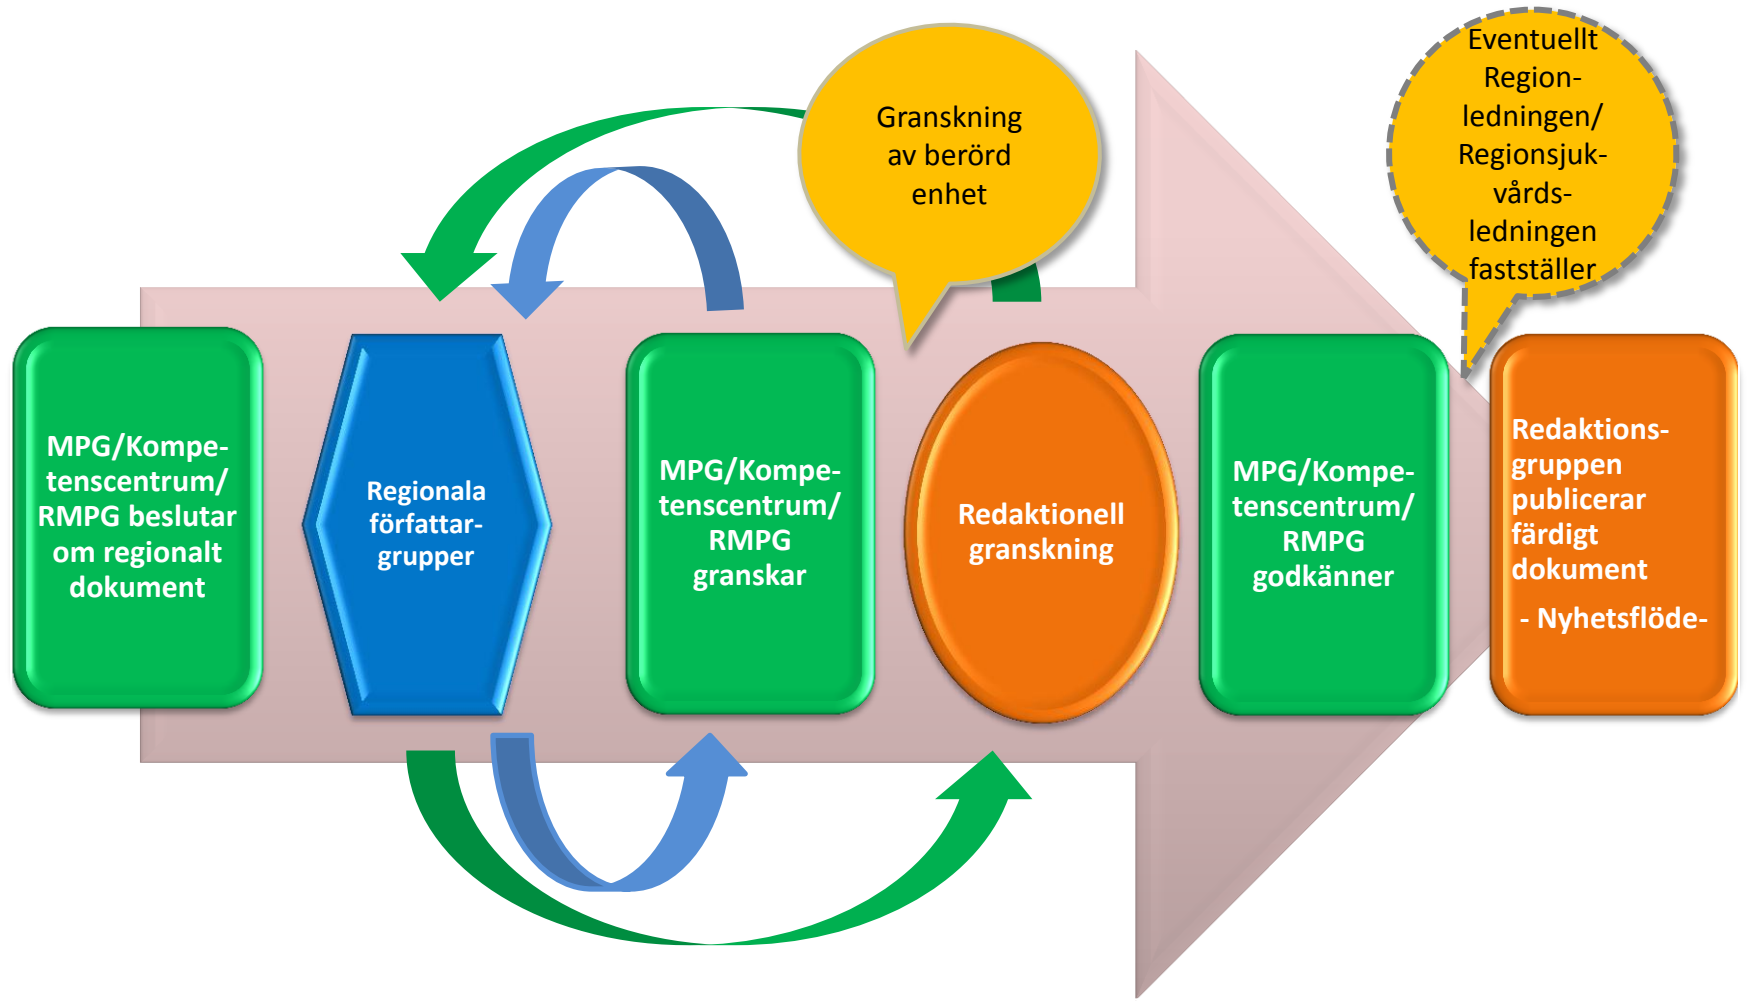 Granskning
av berörd
enhet
Eventuellt
Region-
ledningen/
Regionsjuk-
vårds-
ledningen
fastställer
MPG/Kompe-
tenscentrum/
RMPG beslutar
om regionalt
dokument
Regionala
författar-
grupper
MPG/Kompe-
tenscentrum/
RMPG
granskar
Redaktionell
granskning
MPG/Kompe-
tenscentrum/
RMPG
godkänner
Redaktions-
gruppen
publicerar
färdigt
dokument
- Nyhetsflöde-